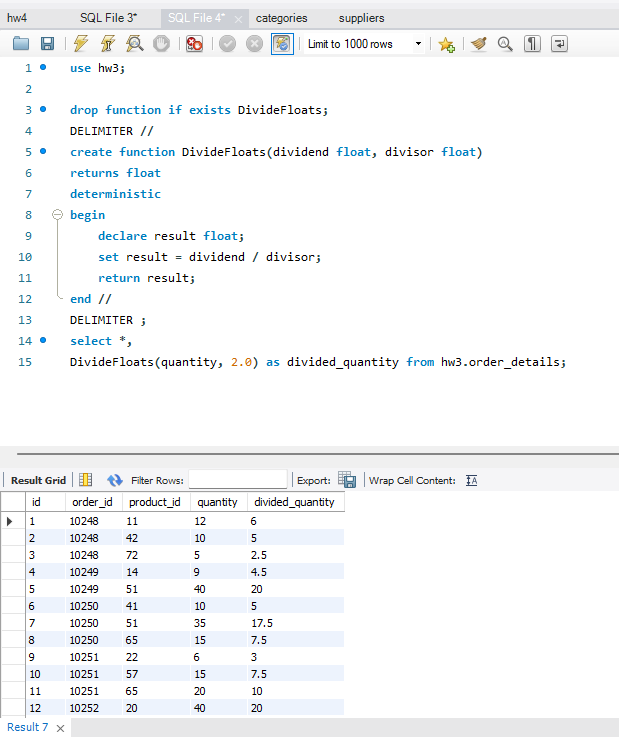 hw4 SQL File 3* SQL File 4* categories suppliers
Limit to 1000 rows
1 use hw3;
2
3 drop function if exists DivideFloats;
4 DELIMITER //
5 create function DivideFloats(dividend float, divisor float)
6 returns float
7 deterministic
8 begin
9 declare result float;
10 set result = dividend / divisor;
11 return result;
12 end //
13 DELIMITER ;
14 select *,
15 DivideFloats(quantity, 2.0) as divided_quantity from hw3.order_details;
Result Grid Filter Rows: Export: Wrap Cell Content:
id order_id product_id quantity divided_quantity
1 10248 11 12 6
2 10248 42 10 5
3 10248 72 5 2.5
4 10249 14 9 4.5
5 10249 51 40 20
6 10250 41 10 5
7 10250 51 35 17.5
8 10250 65 15 7.5
9 10251 22 6 3
10 10251 57 15 7.5
11 10251 65 20 10
12 10252 20 40 20
Result 7